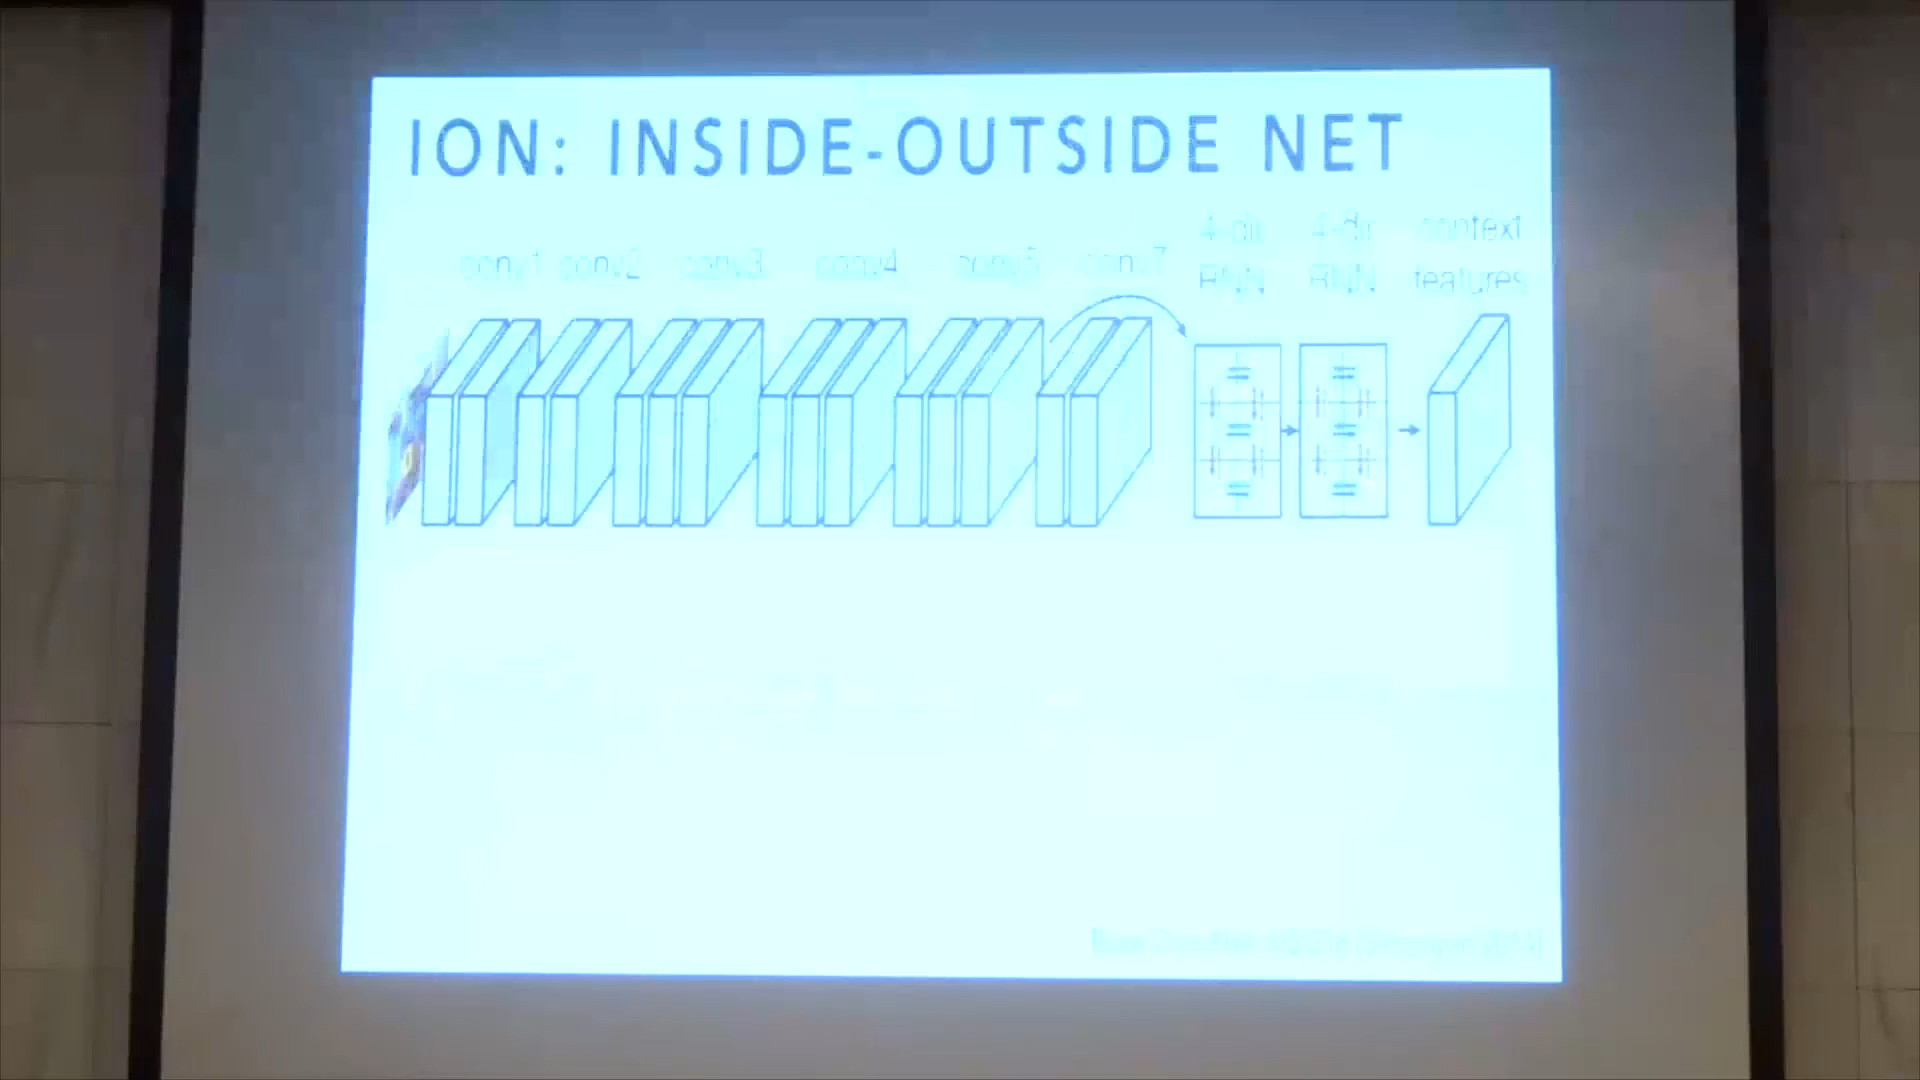 ION: INSIDE-OUTSIDE NET
conv1 conv2 conv3 conv4 conv5 conv7
4-dir RNN
4-dir RNN
context features